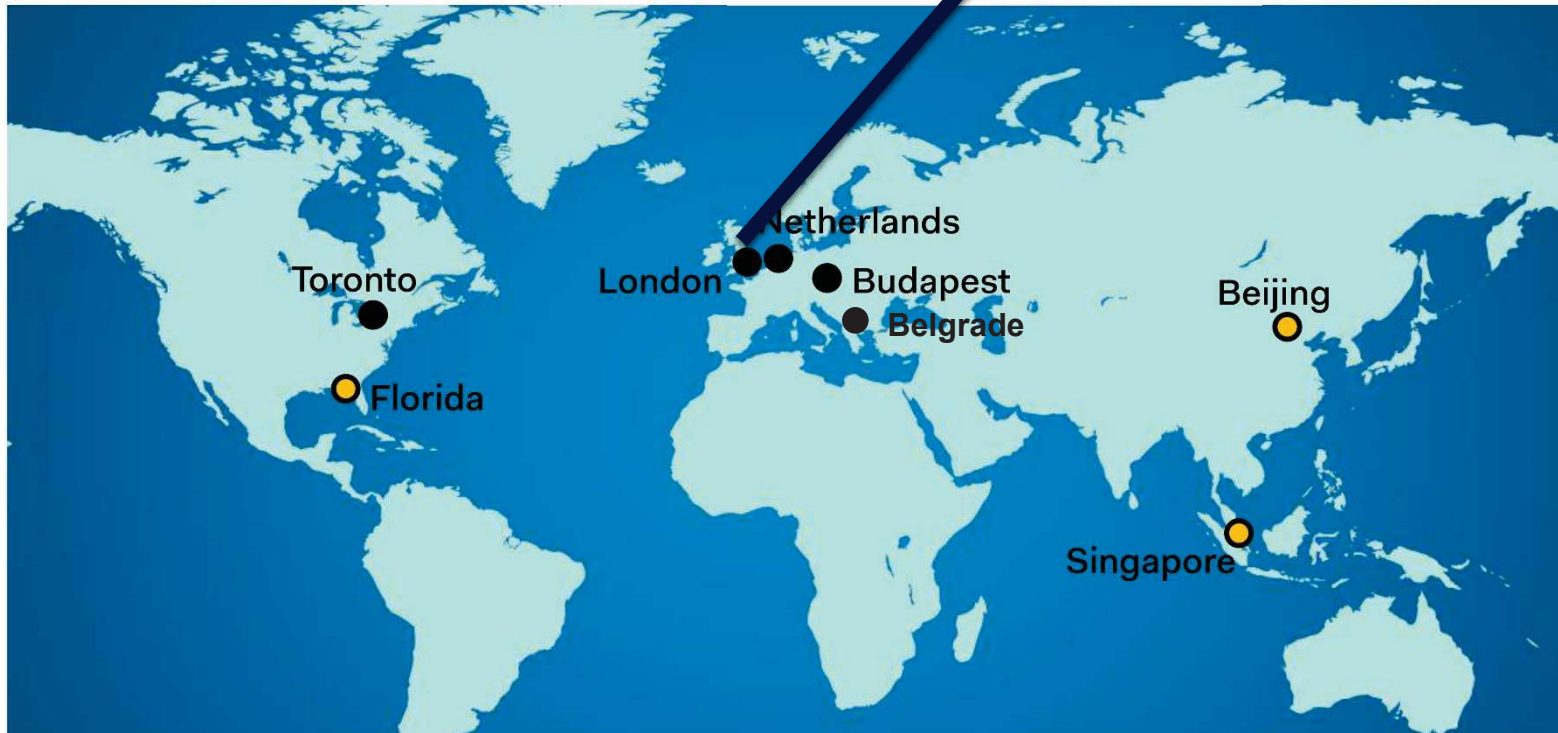 Netherlands
Toronto
London
Budapest
Beijing
Belgrade
Florida
Singapore